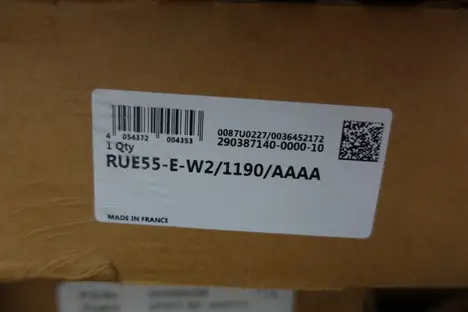 4 054372 004353
0087U0227/0036452172
1 Qty
290387140-0000-10
RUE55-E-W2/1190/AAAA
MADE IN FRANCE